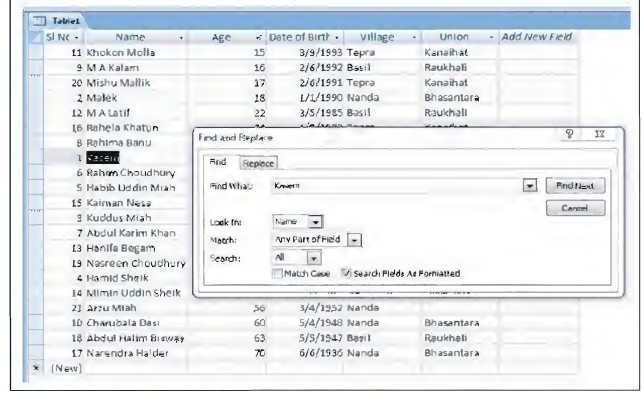 Table1
Sl Nc Name Age Date of Birth Village Union Add New Field
11 Khokon Molla 15 3/9/1993 Tepra Kanaihat
9 M A Kalam 16 2/6/1992 Basil Raukhali
20 Mishu Mallik 17 2/6/1991 Tepra Kanaihat
2 Malek 18 1/1/1990 Nanda Bhasantara
12 M A Latif 22 3/5/1985 Basil Raukhali
16 Rahela Khatun
8 Rahima Banu
1 Kasem
6 Rahim Choudhury
5 Habib Uddin Miah
15 Kaiman Nesa
3 Kuddus Miah
7 Abdul Karim Khan
13 Hanifa Begam
19 Nasreen Choudhory
4 Hamid Sheik
14 Mimin Uddin Sheik
21 Arzu Miah 56 3/4/1952 Nanda
10 Charubala Dasi 60 5/4/1948 Nanda Bhasantara
18 Abdul Halim Biswas 63 5/5/1947 Basil Raukhali
17 Narendra Halder 70 6/6/1936 Nanda Bhasantara
* (New)
Find and Replace
Find Replace
Find What: Kasem Find Next
Cancel
Look In: Name
Match: Any Part of Field
Search: All
Match Case Search Fields As Formatted